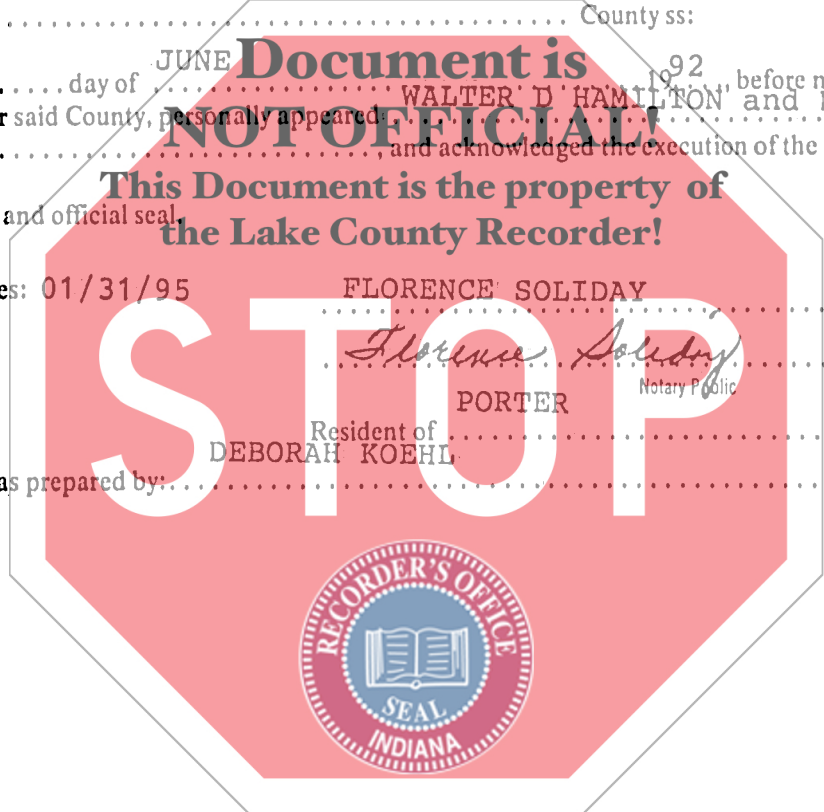 County ss:
day of JUNE 1992, before
r said County, personally appeared WALTER D HAMILTON and
and acknowledged the execution of the
and official seal.
es: 01/31/95 FLORENCE SOLIDAY
Florence Soliday
Notary Public
PORTER
Resident of
DEBORAH KOEHL
as prepared by:
Document is
NOT OFFICIAL!
This Document is the property of
the Lake County Recorder!
STOP
RECORDER'S OFFICE
SEAL
INDIANA